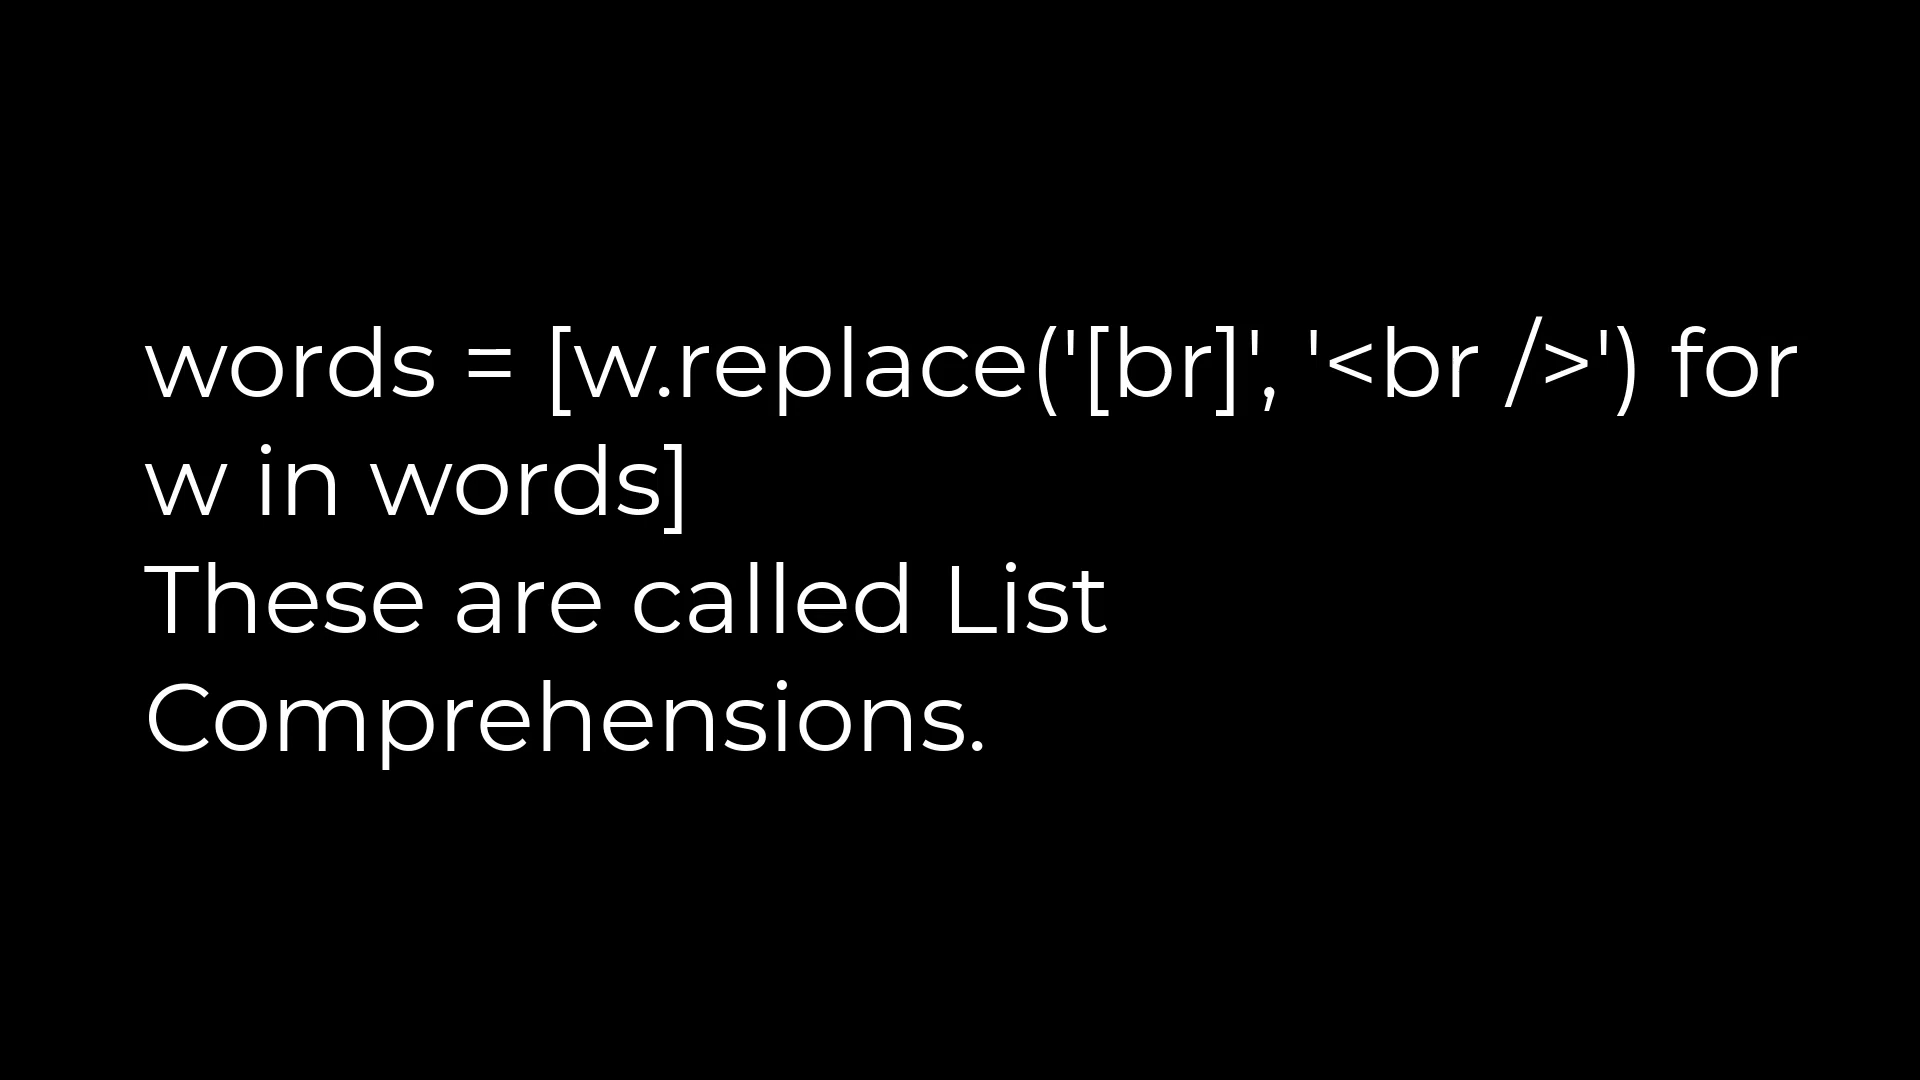 words = [w.replace('[br]', '<br />') for
w in words]
These are called List
Comprehensions.